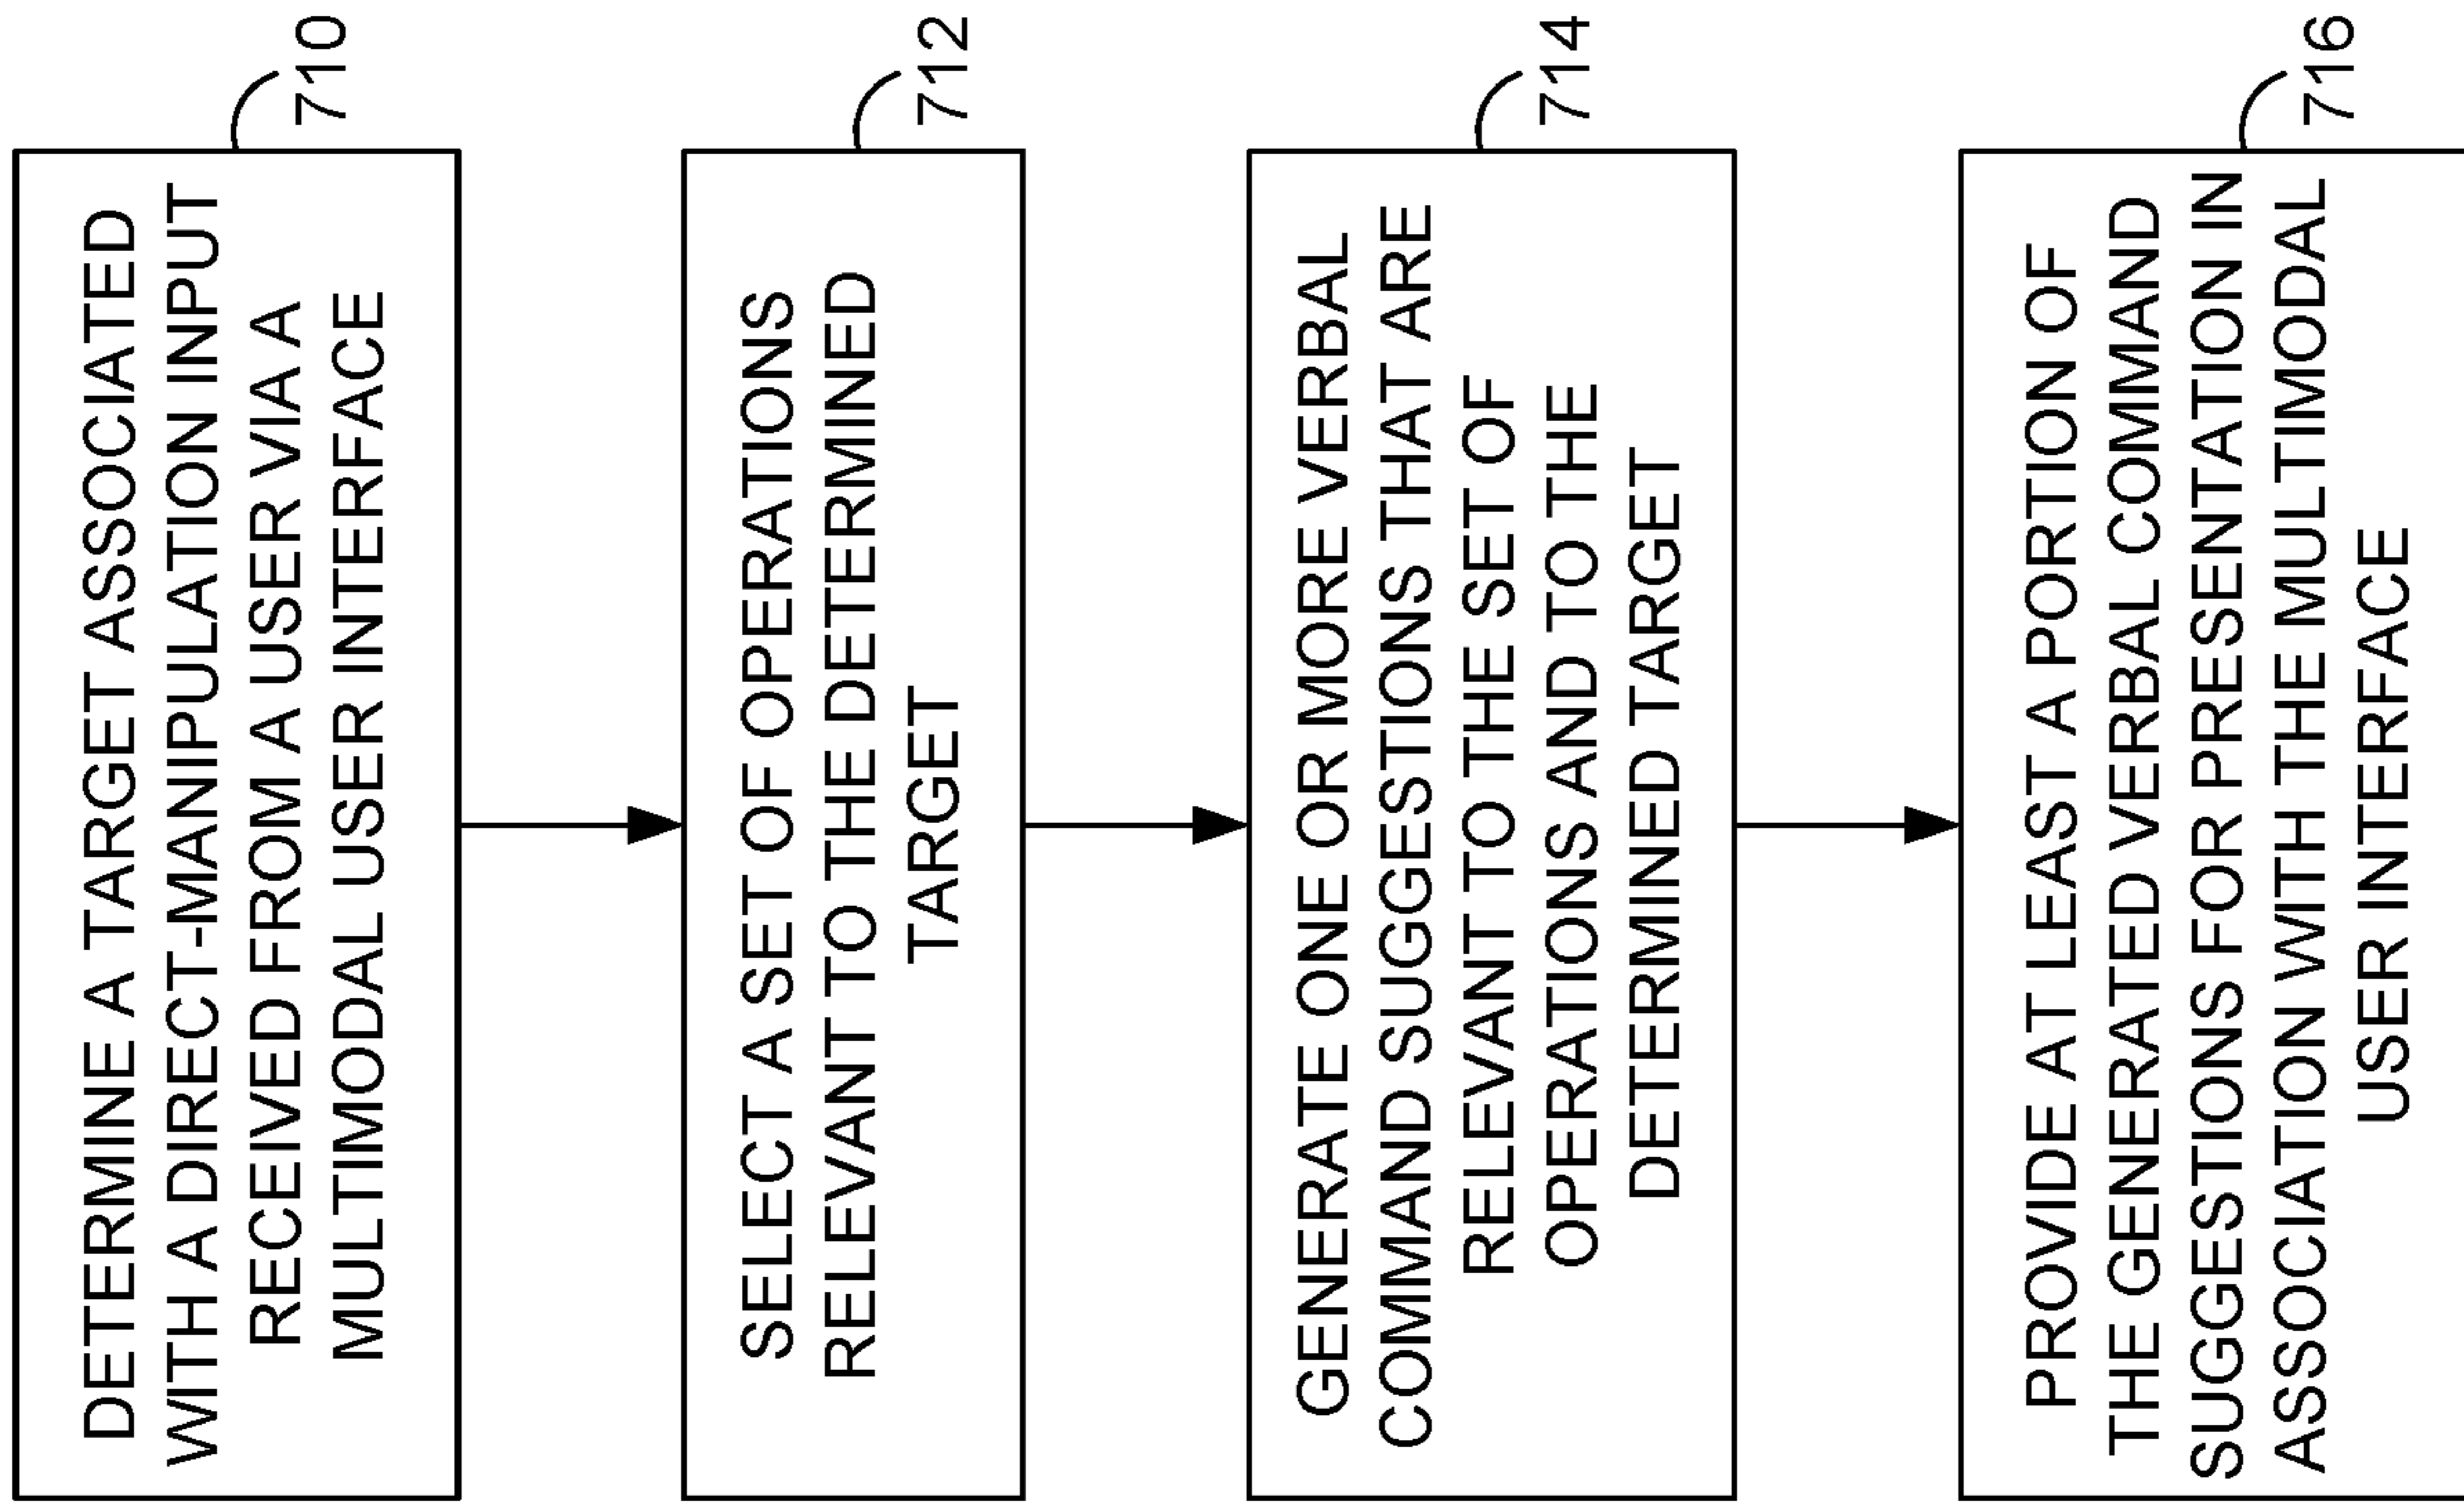 DETERMINE A TARGET ASSOCIATED
WITH A DIRECT-MANIPULATION INPUT
RECEIVED FROM A USER VIA A
MULTIMODAL USER INTERFACE
710
SELECT A SET OF OPERATIONS
RELEVANT TO THE DETERMINED
TARGET
712
GENERATE ONE OR MORE VERBAL
COMMAND SUGGESTIONS THAT ARE
RELEVANT TO THE SET OF
OPERATIONS AND TO THE
DETERMINED TARGET
714
PROVIDE AT LEAST A PORTION OF
THE GENERATED VERBAL COMMAND
SUGGESTIONS FOR PRESENTATION IN
ASSOCIATION WITH THE MULTIMODAL
USER INTERFACE
716